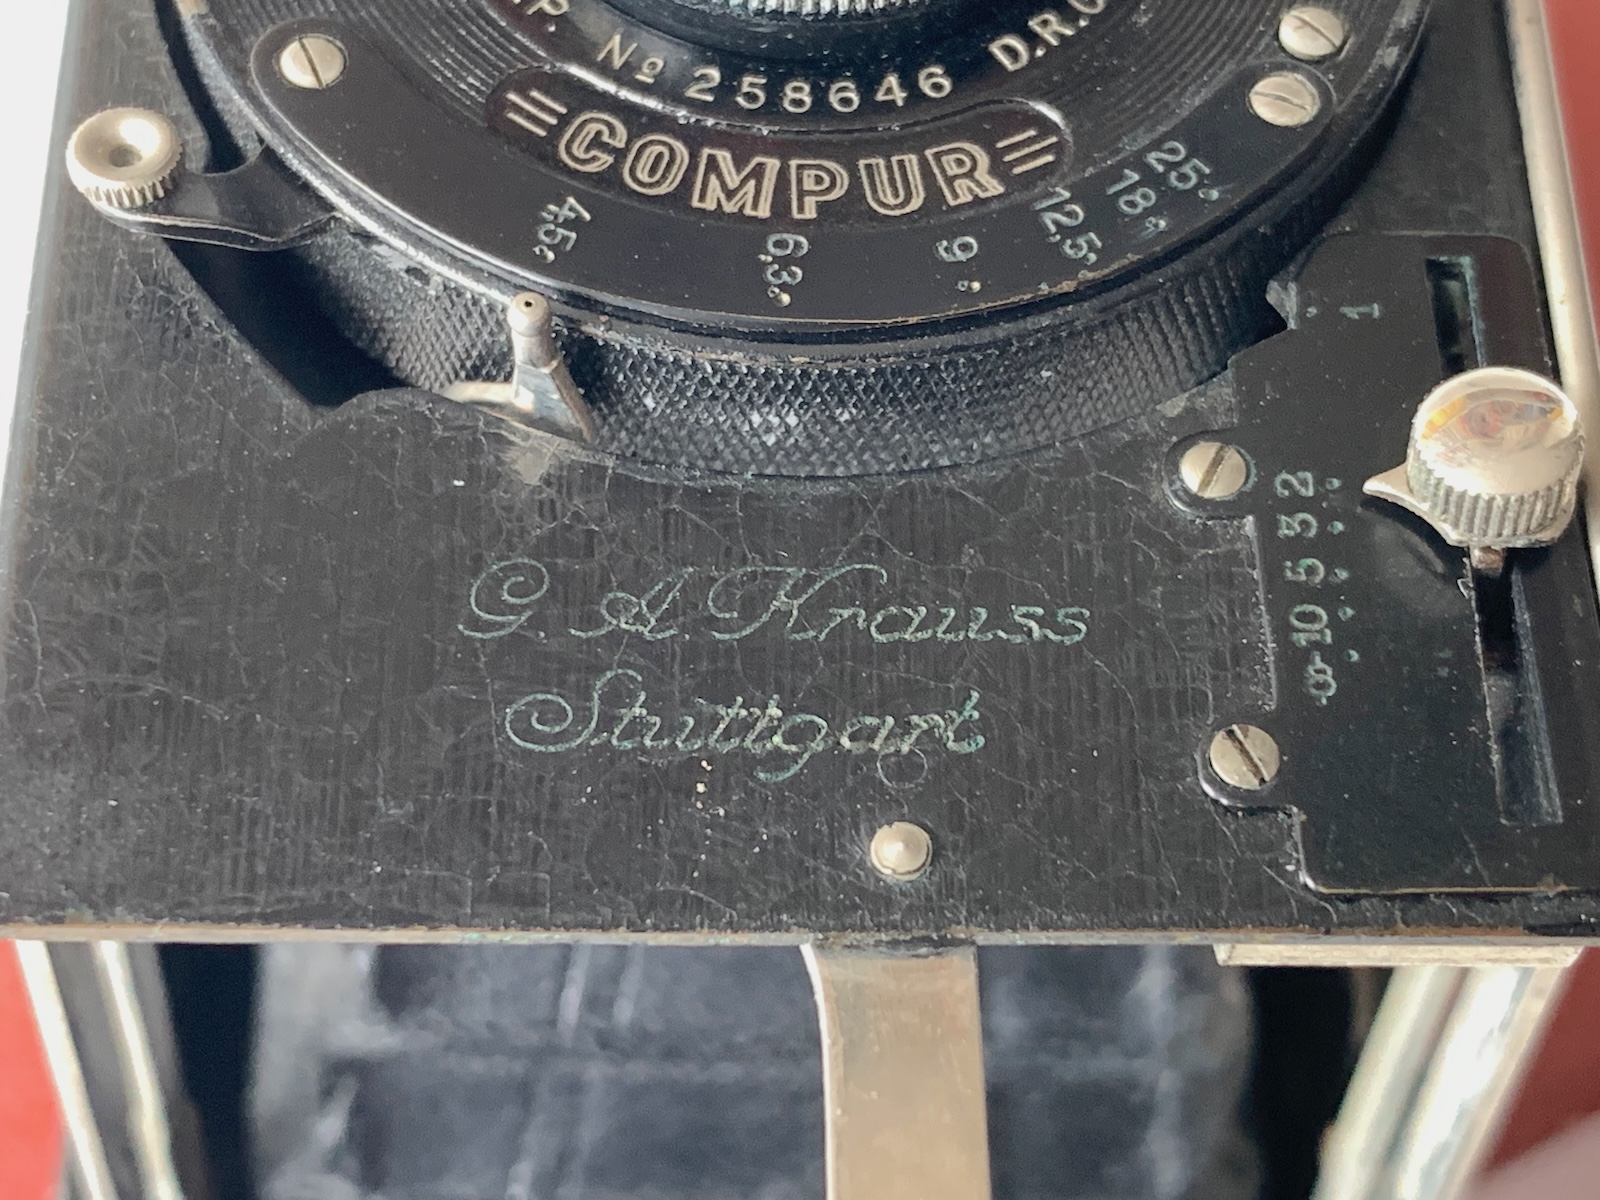 Nº 258646
COMPUR
4,5 6,3 9 12,5 18 25
1
2
3
5
10
∞
G. A. Krauss
Stuttgart